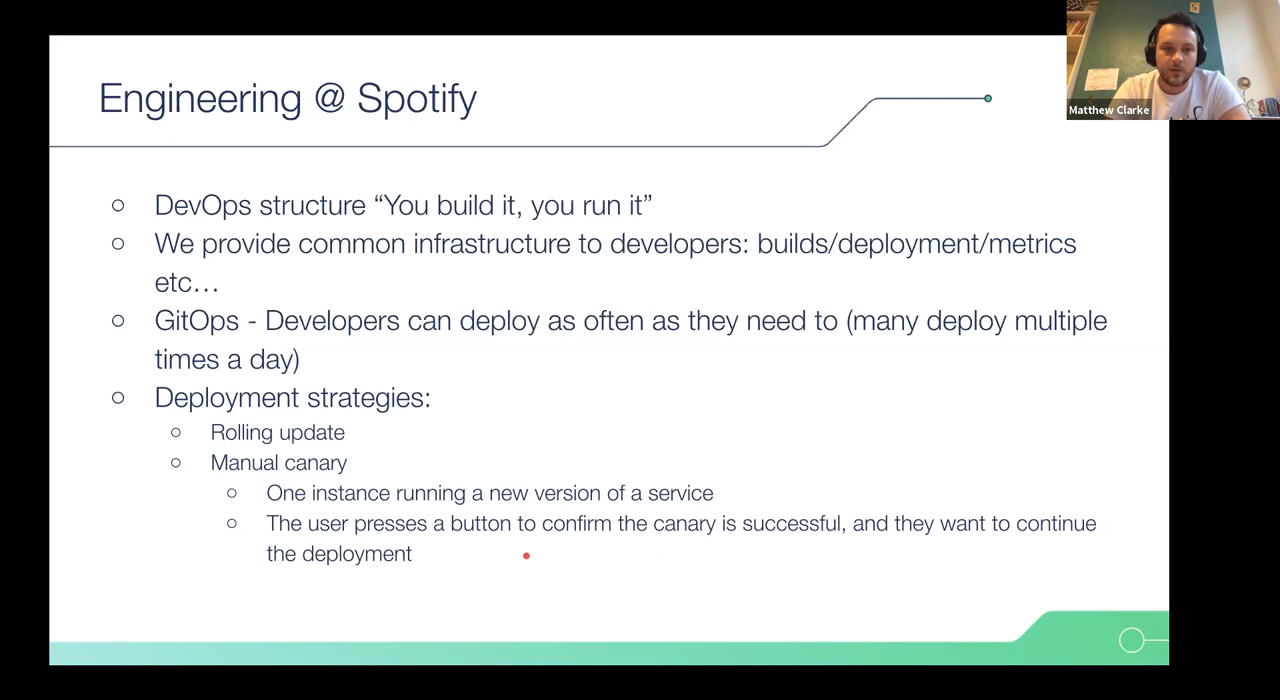 Engineering @ Spotify
Matthew Clarke
DevOps structure “You build it, you run it”
We provide common infrastructure to developers: builds/deployment/metrics
etc…
GitOps - Developers can deploy as often as they need to (many deploy multiple
times a day)
Deployment strategies:
Rolling update
Manual canary
One instance running a new version of a service
The user presses a button to confirm the canary is successful, and they want to continue
the deployment